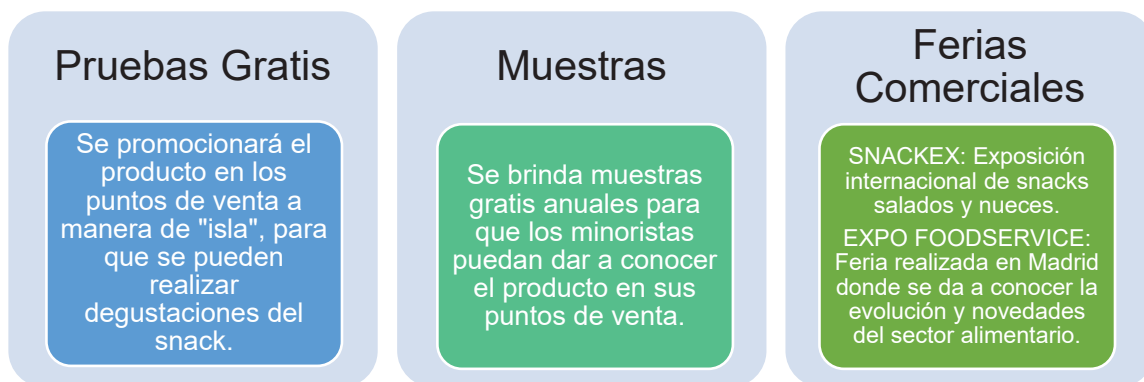 Pruebas Gratis
Se promocionará el
producto en los
puntos de venta a
manera de "isla", para
que se pueden
realizar
degustaciones del
snack.
Muestras
Se brinda muestras
gratis anuales para
que los minoristas
puedan dar a conocer
el producto en sus
puntos de venta.
Ferias
Comerciales
SNACKEX: Exposición
internacional de snacks
salados y nueces.
EXPO FOODSERVICE:
Feria realizada en Madrid
donde se da a conocer la
evolución y novedades
del sector alimentario.